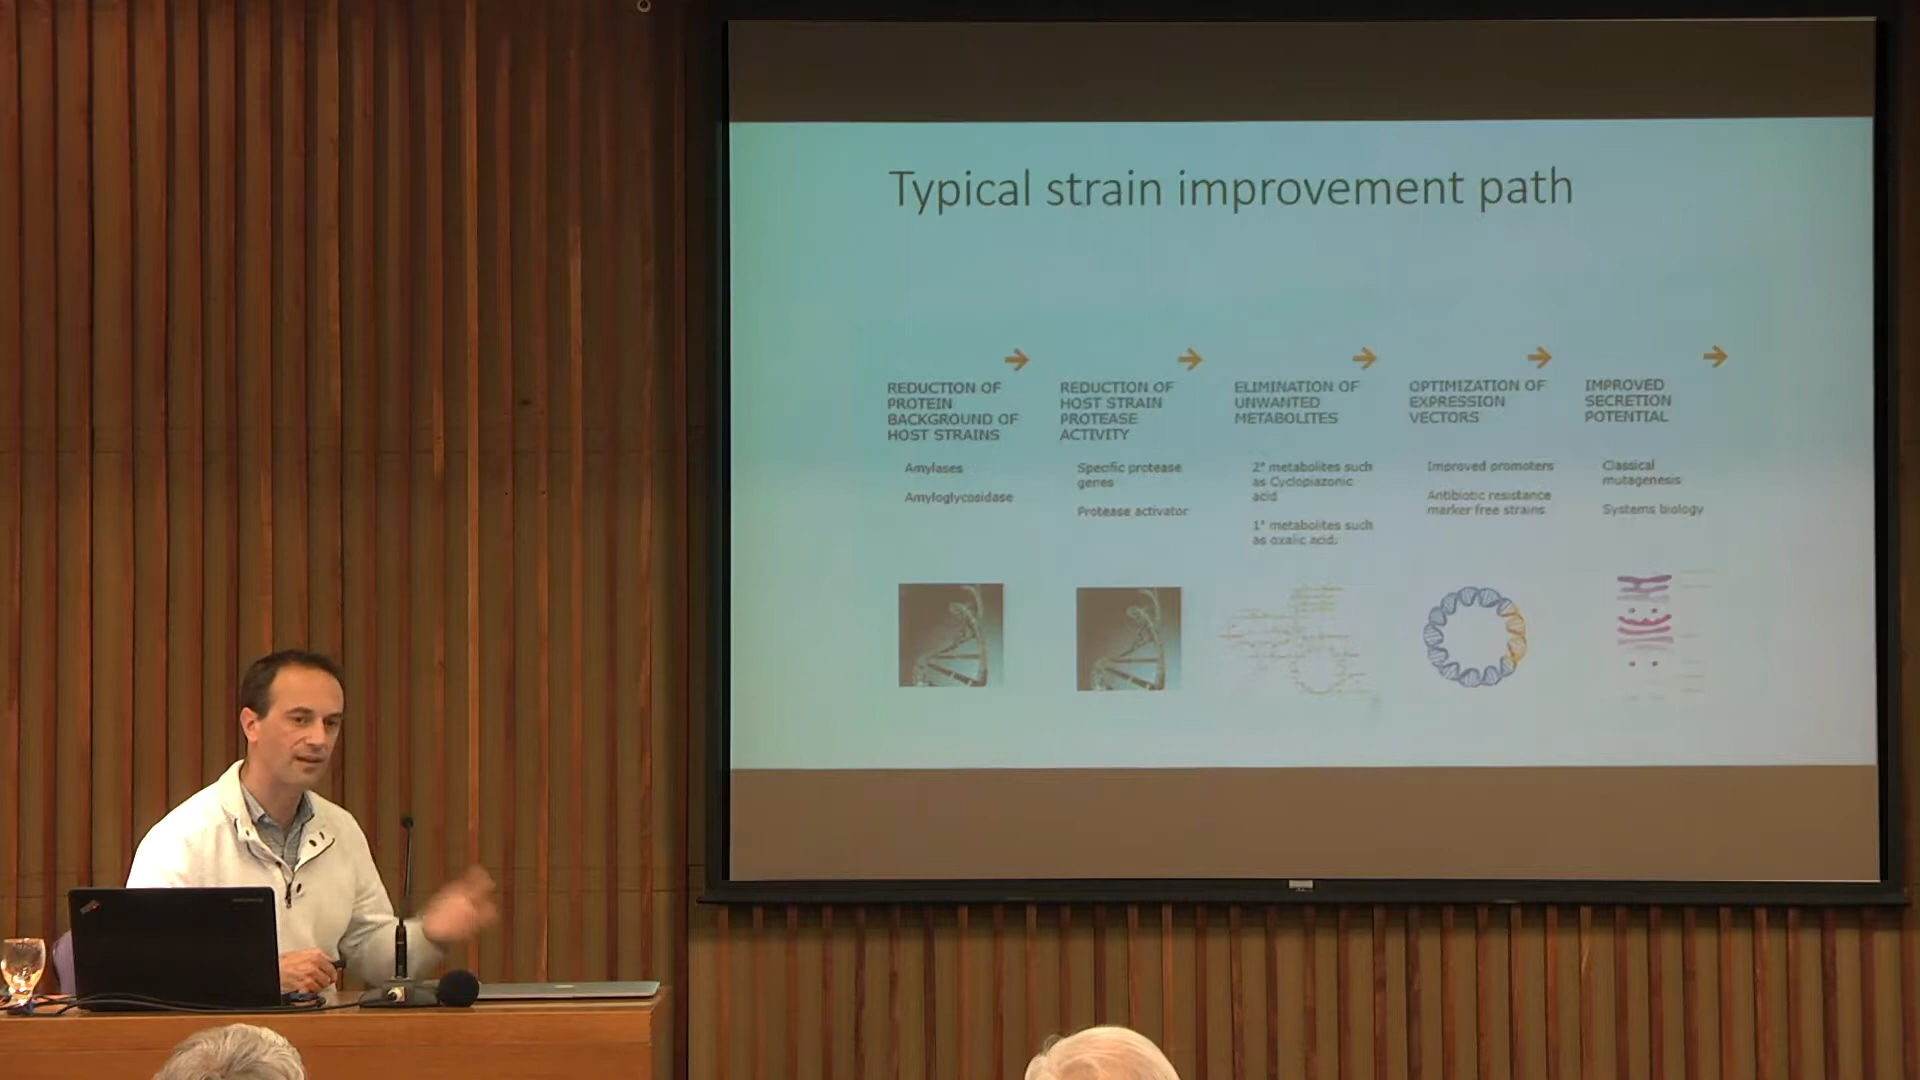 Typical strain improvement path
REDUCTION OF
PROTEIN
BACKGROUND OF
HOST STRAINS
Amylases
Amyloglycosidase
REDUCTION OF
HOST STRAIN
PROTEASE
ACTIVITY
Specific protease
genes
Protease activator
ELIMINATION OF
UNWANTED
METABOLITES
2° metabolites such
as Cyclopiazonic
acid
1° metabolites such
as oxalic acid.
OPTIMIZATION OF
EXPRESSION
VECTORS
Improved promoters
Antibiotic resistance
marker free strains
IMPROVED
SECRETION
POTENTIAL
Classical
mutagenesis
Systems biology